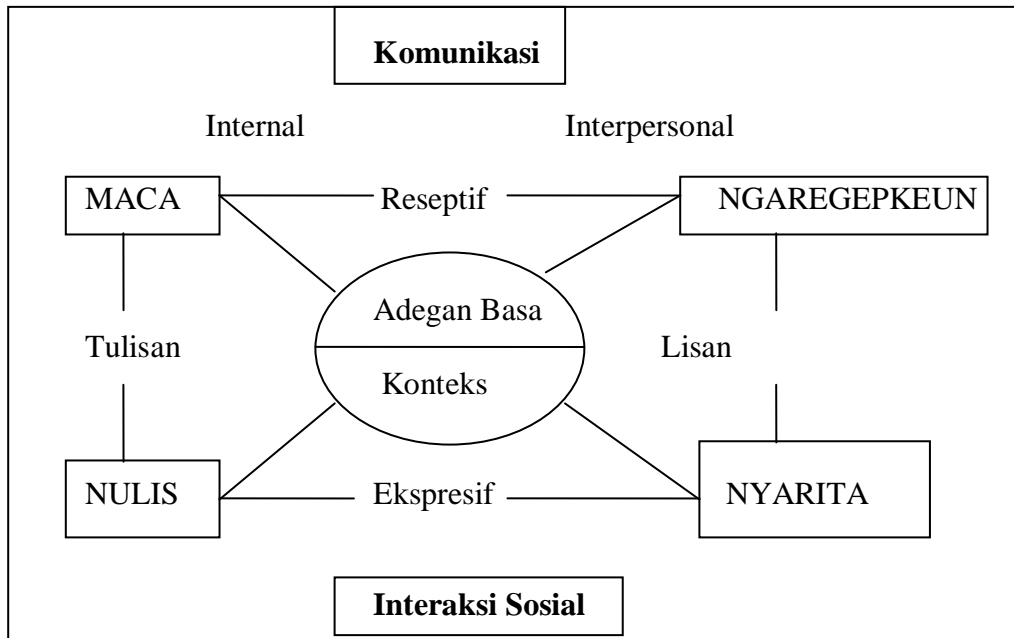 Komunikasi
Internal Interpersonal
MACA Reseptif NGAREGEPKEUN
Adegan Basa
Tulisan Lisan
Konteks
NULIS Ekspresif NYARITA
Interaksi Sosial